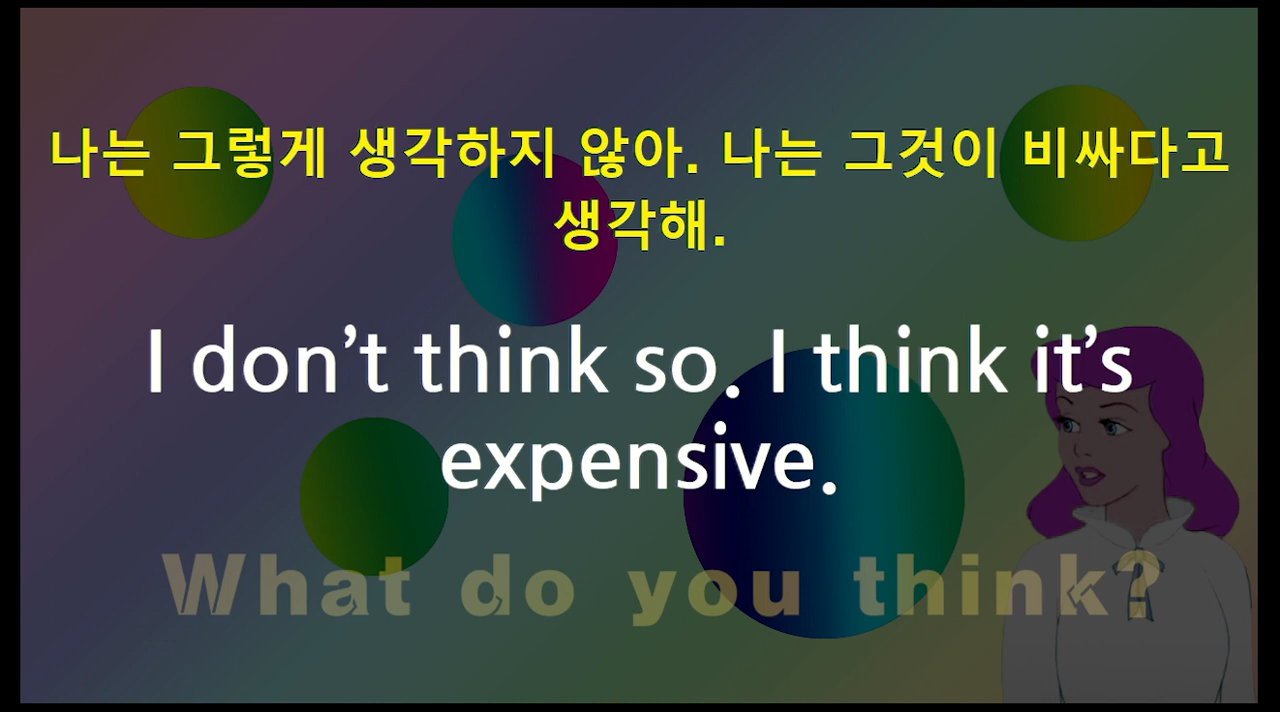 나는 그렇게 생각하지 않아. 나는 그것이 비싸다고
생각해.
I don’t think so. I think it’s
expensive.
What do you think?